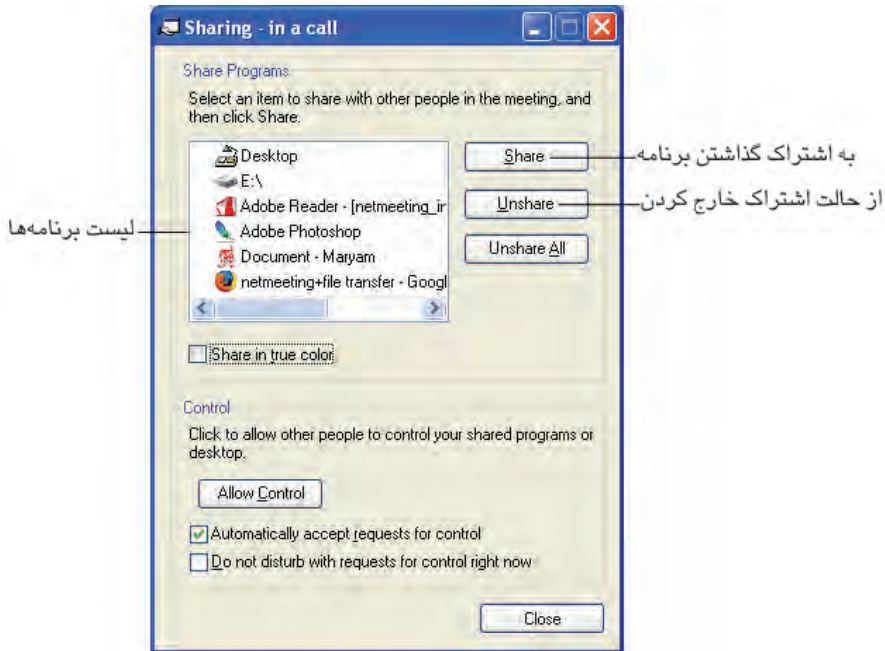 Sharing - in a call
Share Programs
Select an item to share with other people in the meeting, and
then click Share.
Desktop
E:\
Adobe Reader - [netmeeting_ir
Adobe Photoshop
Document - Maryam
netmeeting+file transfer - Googl
Share
Unshare
Unshare All
به اشتراک گذاشتن برنامه
از حالت اشتراک خارج کردن
لیست برنامه‌ها
Share in true color
Control
Click to allow other people to control your shared programs or
desktop.
Allow Control
Automatically accept requests for control
Do not disturb with requests for control right now
Close